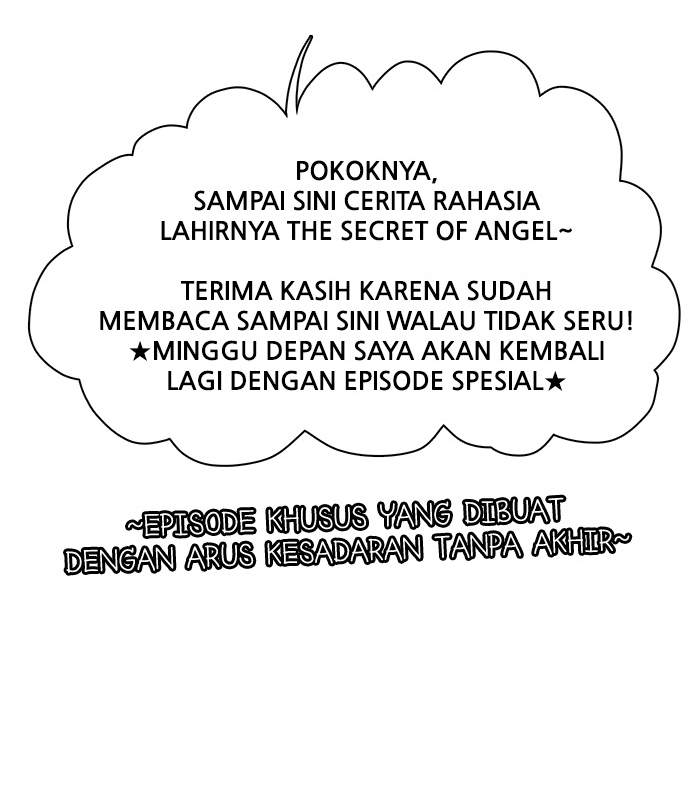 POKOKNYA,
SAMPAI SINI CERITA RAHASIA
LAHIRNYA THE SECRET OF ANGEL~
TERIMA KASIH KARENA SUDAH
MEMBACA SAMPAI SINI WALAU TIDAK SERU!
★MINGGU DEPAN SAYA AKAN KEMBALI
LAGI DENGAN EPISODE SPESIAL★
~EPISODE KHUSUS YANG DIBUAT
DENGAN ARUS KESADARAN TANPA AKHIR~